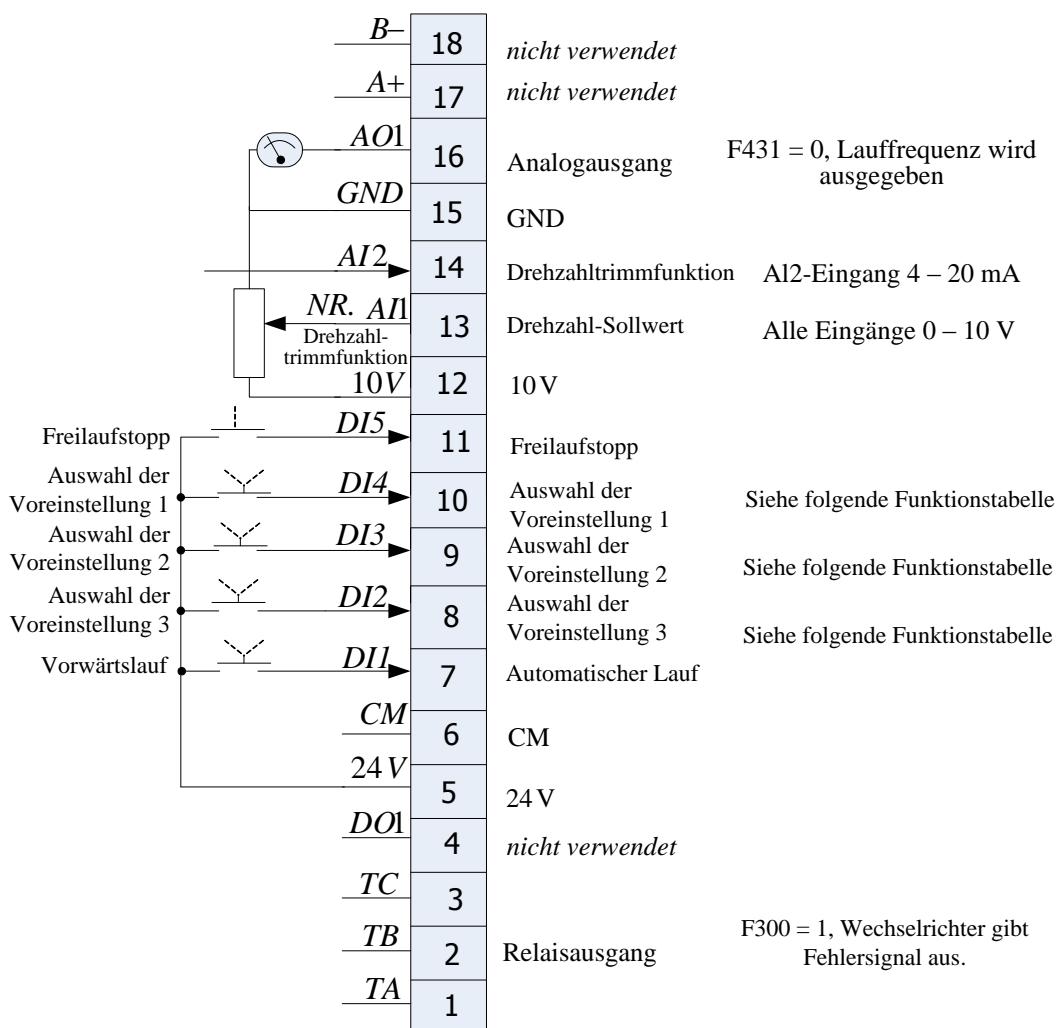 B–
18
nicht verwendet
A+
17
nicht verwendet
AO1
16
Analogausgang
F431 = 0, Lauffrequenz wird
ausgegeben
GND
15
GND
AI2
14
Drehzahltrimmfunktion
Al2-Eingang 4 – 20 mA
NR. AI1
Drehzahl-
trimmfunktion
13
Drehzahl-Sollwert
Alle Eingänge 0 – 10 V
10V
12
10 V
Freilaufstopp
DI5
11
Freilaufstopp
Auswahl der
Voreinstellung 1
DI4
10
Auswahl der
Voreinstellung 1
Siehe folgende Funktionstabelle
Auswahl der
Voreinstellung 2
DI3
9
Auswahl der
Voreinstellung 2
Siehe folgende Funktionstabelle
Auswahl der
Voreinstellung 3
DI2
8
Auswahl der
Voreinstellung 3
Siehe folgende Funktionstabelle
Vorwärtslauf
DI1
7
Automatischer Lauf
CM
6
CM
24 V
5
24 V
DO1
4
nicht verwendet
TC
3
TB
2
Relaisausgang
F300 = 1, Wechselrichter gibt
Fehlersignal aus.
TA
1